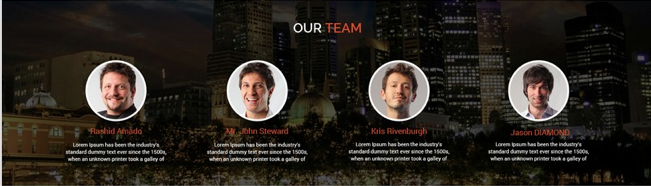 OUR TEAM
Rashid Amado
Mr. John Steward
Kris Rivenburgh
Jason DIAMOND
Lorem Ipsum has been the industry's
standard dummy text ever since the 1500s,
when an unknown printer took a galley of
Lorem Ipsum has been the industry's
standard dummy text ever since the 1500s,
when an unknown printer took a galley of
Lorem Ipsum has been the industry's
standard dummy text ever since the 1500s,
when an unknown printer took a galley of
Lorem Ipsum has been the industry's
standard dummy text ever since the 1500s,
when an unknown printer took a galley of